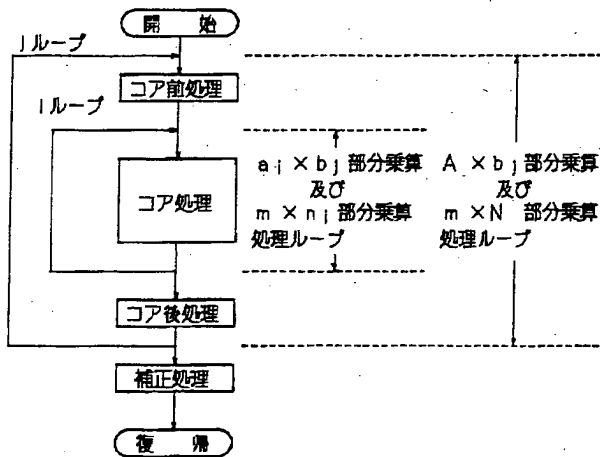 開 始
Jループ
コア前処理
Iループ
コア処理
ai × bj 部分乗算
及び
m × ni 部分乗算
処理ループ
A × bj 部分乗算
及び
m × N 部分乗算
処理ループ
コア後処理
補正処理
復 帰